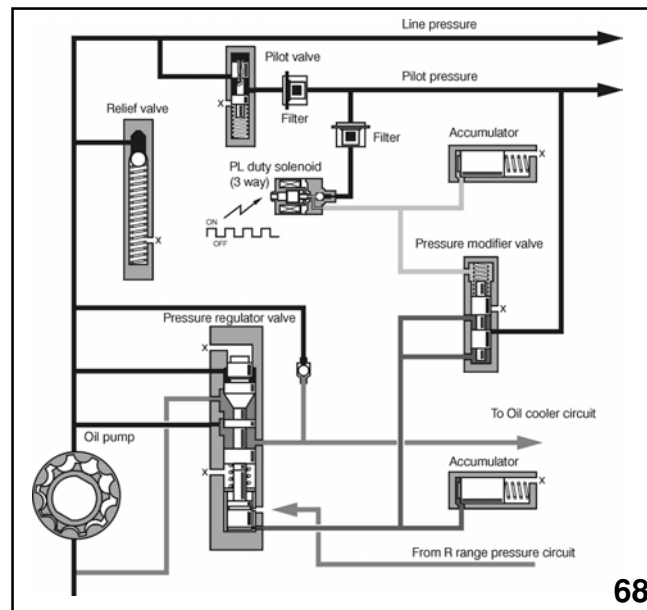 Line pressure
Pilot valve
Pilot pressure
x
Filter
Relief valve
Filter
Accumulator
x
PL duty solenoid
(3 way)
ON
OFF
x
Pressure modifier valve
x
Pressure regulator valve
x
To Oil cooler circuit
Oil pump
Accumulator
x
x
From R range pressure circuit
68